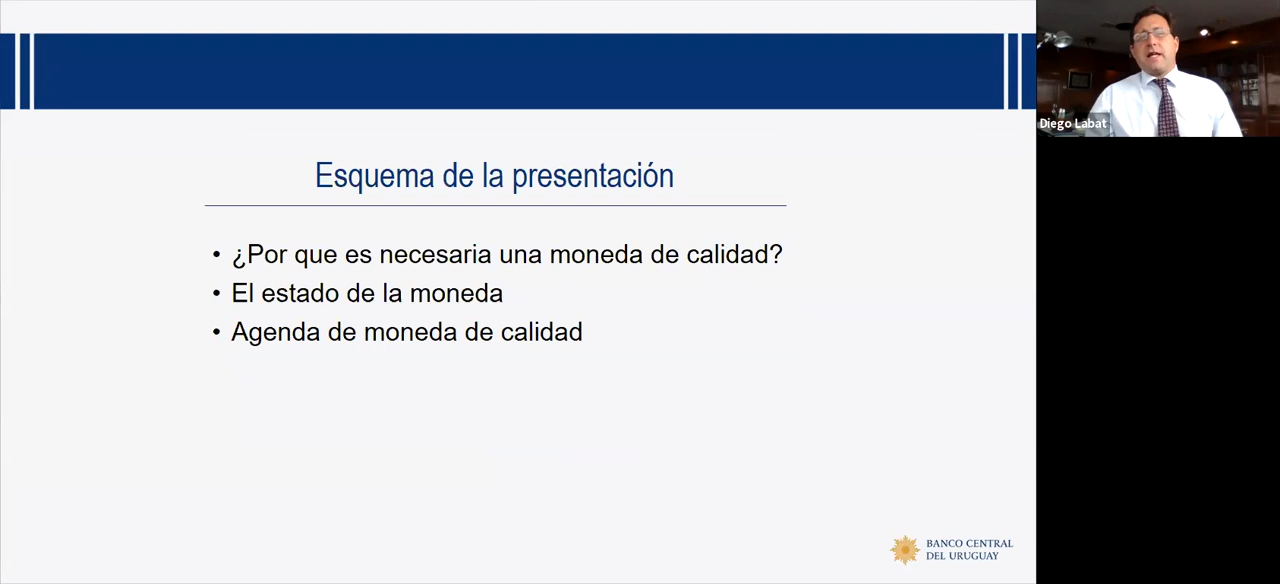 Esquema de la presentación
• ¿Por que es necesaria una moneda de calidad?
• El estado de la moneda
• Agenda de moneda de calidad
BANCO CENTRAL
DEL URUGUAY
Diego Labat